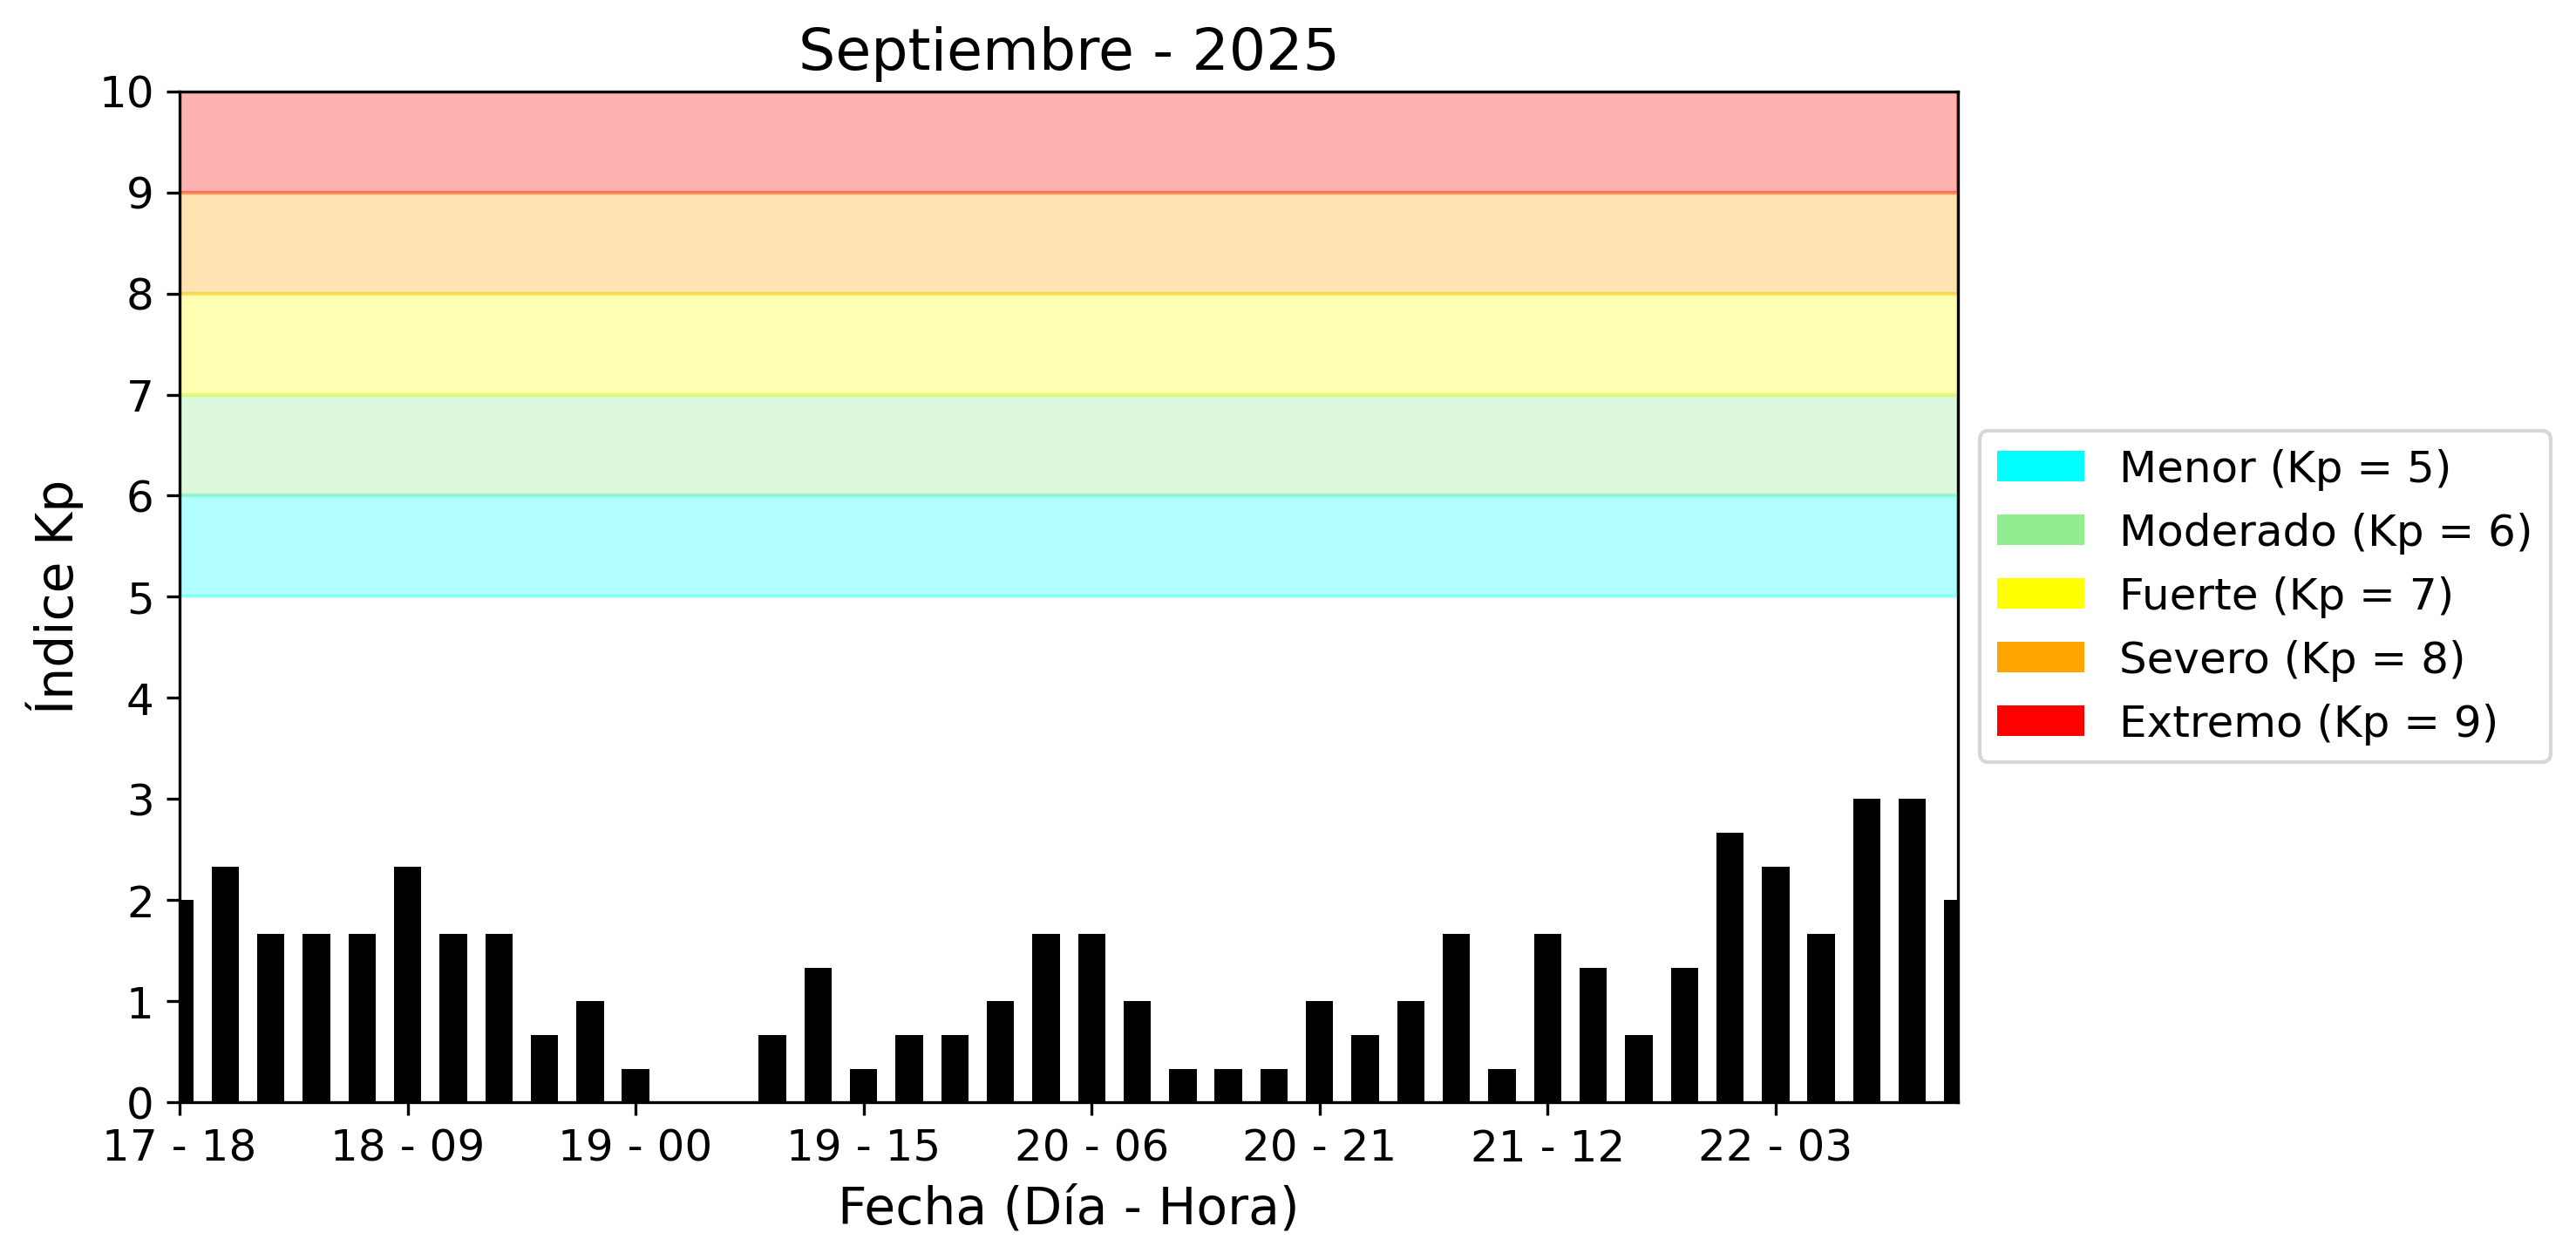 Septiembre - 2025
10
9
8
7
6
5
4
3
2
1
0
Índice Kp
17 - 18
18 - 09
19 - 00
19 - 15
20 - 06
20 - 21
21 - 12
22 - 03
Fecha (Día - Hora)
Menor (Kp = 5)
Moderado (Kp = 6)
Fuerte (Kp = 7)
Severo (Kp = 8)
Extremo (Kp = 9)